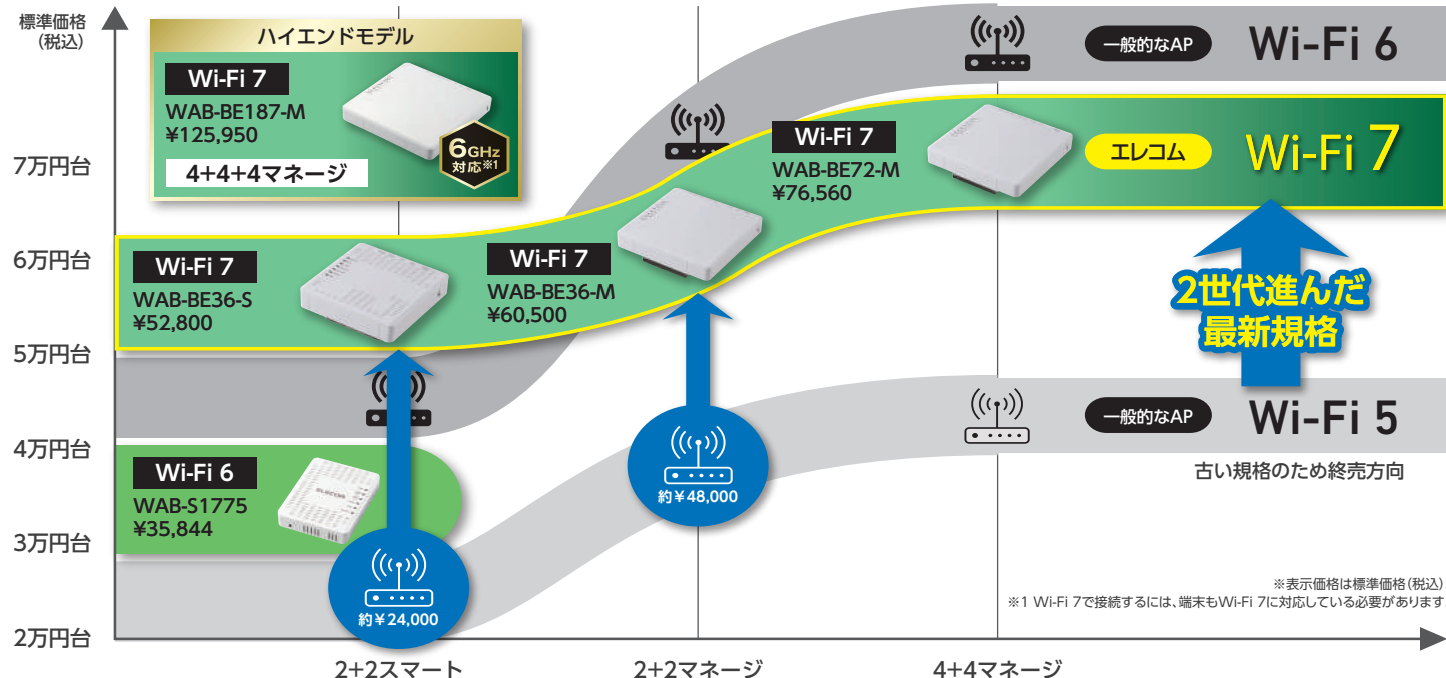 標準価格
(税込)
ハイエンドモデル
Wi-Fi 7
WAB-BE187-M
¥125,950
4+4+4マネージ
6GHz
対応※1
一般的なAP
Wi-Fi 6
7万円台
Wi-Fi 7
WAB-BE72-M
¥76,560
エレコム
Wi-Fi 7
6万円台
Wi-Fi 7
WAB-BE36-S
¥52,800
Wi-Fi 7
WAB-BE36-M
¥60,500
2世代進んだ
最新規格
5万円台
一般的なAP
Wi-Fi 5
古い規格のため終売方向
4万円台
Wi-Fi 6
WAB-S1775
¥35,844
ELECOM
約¥48,000
3万円台
約¥24,000
※表示価格は標準価格(税込)
※1 Wi-Fi 7で接続するには、端末もWi-Fi 7に対応している必要があります
2万円台
2+2スマート
2+2マネージ
4+4マネージ